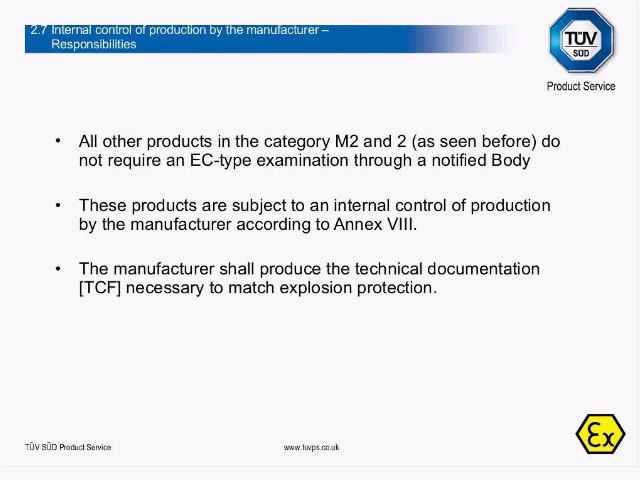 2.7 Internal control of production by the manufacturer –
Responsibilities
TÜV
SÜD
Product Service
• All other products in the category M2 and 2 (as seen before) do
not require an EC-type examination through a notified Body
• These products are subject to an internal control of production
by the manufacturer according to Annex VIII.
• The manufacturer shall produce the technical documentation
[TCF] necessary to match explosion protection.
Ex
TÜV SÜD Product Service www.tuvps.co.uk